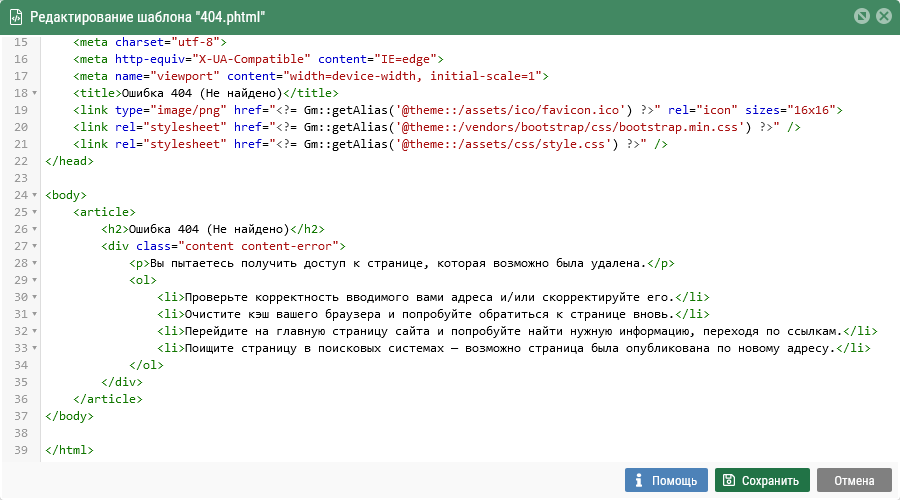 Редактирование шаблона "404.phtml"
15 <meta charset="utf-8">
16 <meta http-equiv="X-UA-Compatible" content="IE=edge">
17 <meta name="viewport" content="width=device-width, initial-scale=1">
18 <title>Ошибка 404 (Не найдено)</title>
19 <link type="image/png" href="<?= Gm::getAlias('@theme::/assets/ico/favicon.ico') ?>" rel="icon" sizes="16x16">
20 <link rel="stylesheet" href="<?= Gm::getAlias('@theme::/vendors/bootstrap/css/bootstrap.min.css') ?>" />
21 <link rel="stylesheet" href="<?= Gm::getAlias('@theme::/assets/css/style.css') ?>" />
22 </head>
23
24 <body>
25 <article>
26 <h2>Ошибка 404 (Не найдено)</h2>
27 <div class="content content-error">
28 <p>Вы пытаетесь получить доступ к странице, которая возможно была удалена.</p>
29 <ol>
30 <li>Проверьте корректность вводимого вами адреса и/или скорректируйте его.</li>
31 <li>Очистите кэш вашего браузера и попробуйте обратиться к странице вновь.</li>
32 <li>Перейдите на главную страницу сайта и попробуйте найти нужную информацию, переходя по ссылкам.</li>
33 <li>Поищите страницу в поисковых системах — возможно страница была опубликована по новому адресу.</li>
34 </ol>
35 </div>
36 </article>
37 </body>
38
39 </html>
Помощь Сохранить Отмена